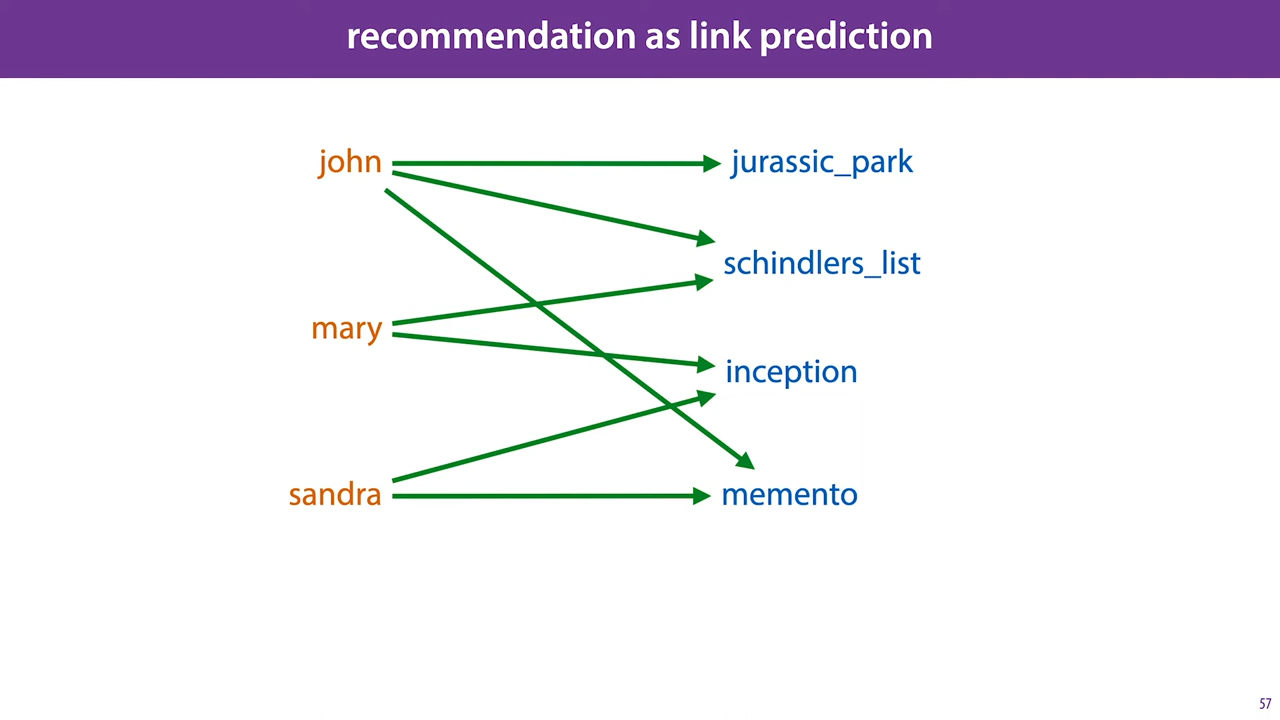 recommendation as link prediction
john
jurassic_park
schindlers_list
mary
inception
sandra
memento
57